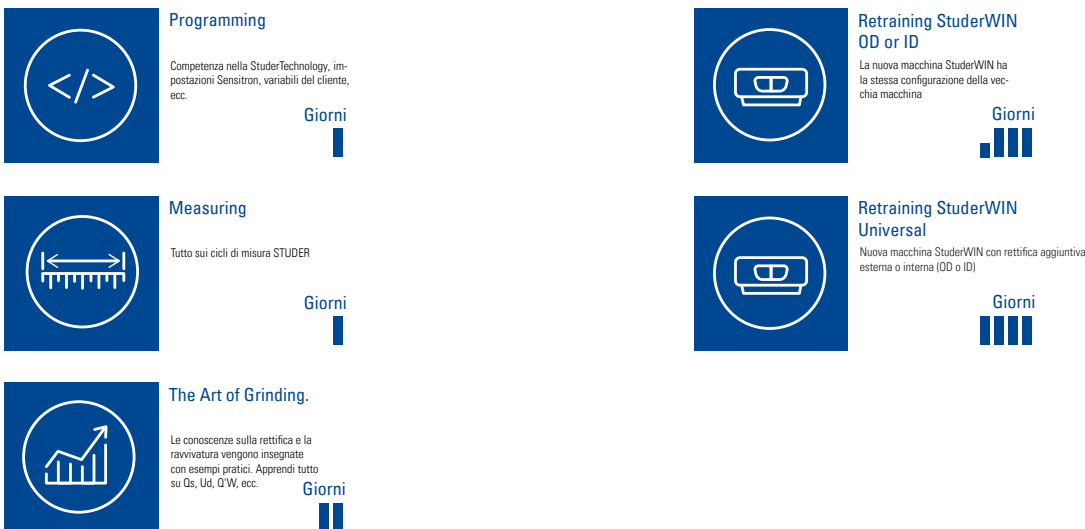 Programming
Competenza nella StuderTechnology, im-
postazioni Sensitron, variabili del cliente,
ecc.
Giorni
Measuring
Tutto sui cicli di misura STUDER
Giorni
The Art of Grinding.
Le conoscenze sulla rettifica e la
ravvivatura vengono insegnate
con esempi pratici. Apprendi tutto
su Qs, Ud, Q'W, ecc.
Giorni
Retraining StuderWIN
OD or ID
La nuova macchina StuderWIN ha
la stessa configurazione della vec-
chia macchina
Giorni
Retraining StuderWIN
Universal
Nuova macchina StuderWIN con rettifica aggiuntiva
esterna o interna (OD o ID)
Giorni